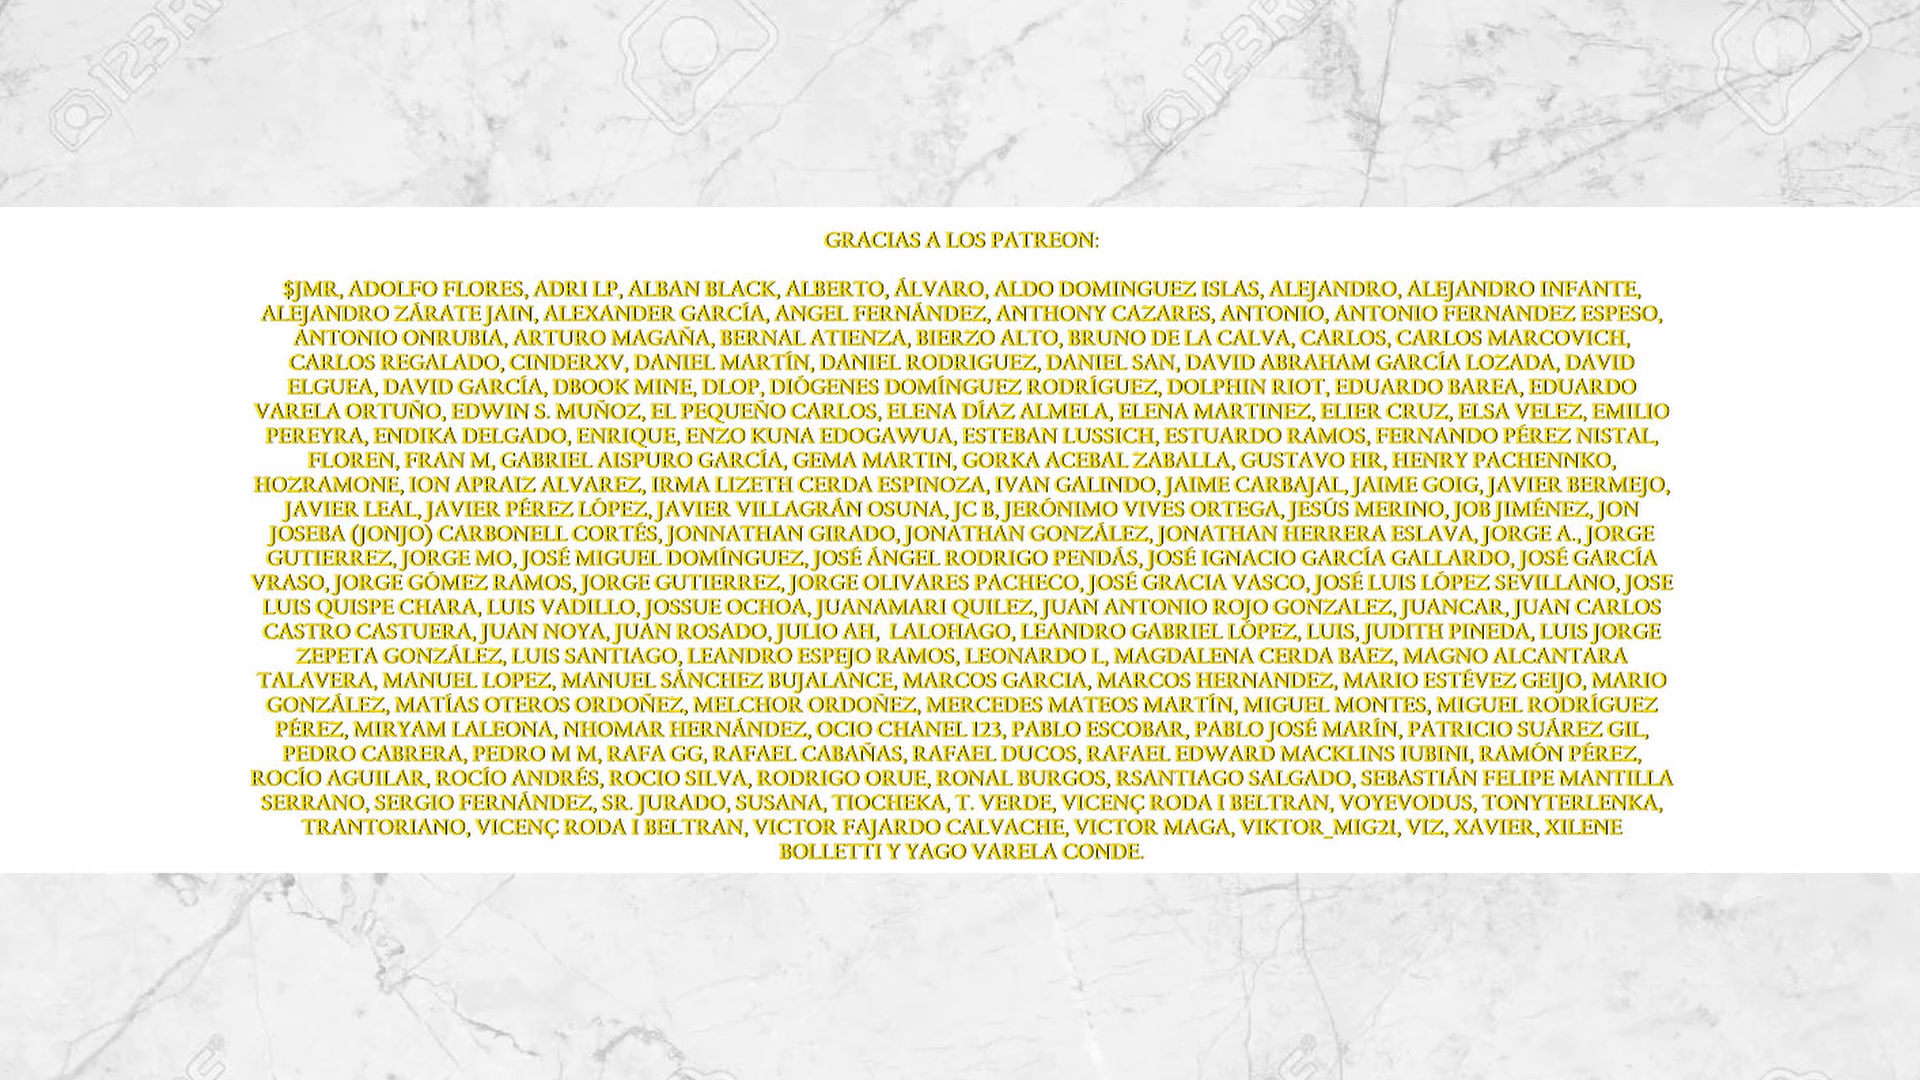 123RF
123RF
GRACIAS A LOS PATREON:
$JMR, ADOLFO FLORES, ADRI LP, ALBAN BLACK, ALBERTO, ÁLVARO, ALDO DOMINGUEZ ISLAS, ALEJANDRO, ALEJANDRO INFANTE,
ALEJANDRO ZÁRATE JAIN, ALEXANDER GARCÍA, ANGEL FERNÁNDEZ, ANTHONY CAZARES, ANTONIO, ANTONIO FERNANDEZ ESPESO,
ANTONIO ONRUBIA, ARTURO MAGAÑA, BERNAL ATIENZA, BIERZO ALTO, BRUNO DE LA CALVA, CARLOS, CARLOS MARCOVICH,
CARLOS REGALADO, CINDERXV, DANIEL MARTÍN, DANIEL RODRIGUEZ, DANIEL SAN, DAVID ABRAHAM GARCÍA LOZADA, DAVID
ELGUEA, DAVID GARCÍA, DBOOK MINE, DLOP, DIÓGENES DOMÍNGUEZ RODRÍGUEZ, DOLPHIN RIOT, EDUARDO BAREA, EDUARDO
VARELA ORTUÑO, EDWIN S. MUÑOZ, EL PEQUEÑO CARLOS, ELENA DÍAZ ALMELA, ELENA MARTINEZ, ELIER CRUZ, ELSA VELEZ, EMILIO
PEREYRA, ENDIKA DELGADO, ENRIQUE, ENZO KUNA EDOGAWUA, ESTEBAN LUSSICH, ESTUARDO RAMOS, FERNANDO PÉREZ NISTAL,
FLOREN, FRAN M, GABRIEL AISPURO GARCÍA, GEMA MARTIN, GORKA ACEBAL ZABALLA, GUSTAVO HR, HENRY PACHENNKO,
HOZRAMONE, ION APRAIZ ALVAREZ, IRMA LIZETH CERDA ESPINOZA, IVAN GALINDO, JAIME CARBAJAL, JAIME GOIG, JAVIER BERMEJO,
JAVIER LEAL, JAVIER PÉREZ LÓPEZ, JAVIER VILLAGRÁN OSUNA, JC B, JERÓNIMO VIVES ORTEGA, JESÚS MERINO, JOB JIMÉNEZ, JON
JOSEBA (JONJO) CARBONELL CORTÉS, JONNATHAN GIRADO, JONATHAN GONZÁLEZ, JONATHAN HERRERA ESLAVA, JORGE A., JORGE
GUTIERREZ, JORGE MO, JOSÉ MIGUEL DOMÍNGUEZ, JOSÉ ÁNGEL RODRIGO PENDÁS, JOSÉ IGNACIO GARCÍA GALLARDO, JOSÉ GARCÍA
VRASO, JORGE GÓMEZ RAMOS, JORGE GUTIERREZ, JORGE OLIVARES PACHECO, JOSÉ GRACIA VASCO, JOSÉ LUIS LÓPEZ SEVILLANO, JOSE
LUIS QUISPE CHARA, LUIS VADILLO, JOSSUE OCHOA, JUANAMARI QUILEZ, JUAN ANTONIO ROJO GONZALEZ, JUANCAR, JUAN CARLOS
CASTRO CASTUERA, JUAN NOYA, JUAN ROSADO, JULIO AH, LALOHAGO, LEANDRO GABRIEL LÓPEZ, LUIS, JUDITH PINEDA, LUIS JORGE
ZEPETA GONZÁLEZ, LUIS SANTIAGO, LEANDRO ESPEJO RAMOS, LEONARDO L, MAGDALENA CERDA BAEZ, MAGNO ALCANTARA
TALAVERA, MANUEL LOPEZ, MANUEL SÁNCHEZ BUJALANCE, MARCOS GARCIA, MARCOS HERNANDEZ, MARIO ESTÉVEZ GEIJO, MARIO
GONZÁLEZ, MATÍAS OTEROS ORDOÑEZ, MELCHOR ORDOÑEZ, MERCEDES MATEOS MARTÍN, MIGUEL MONTES, MIGUEL RODRÍGUEZ
PÉREZ, MIRYAM LALEONA, NHOMAR HERNÁNDEZ, OCIO CHANEL 123, PABLO ESCOBAR, PABLO JOSÉ MARÍN, PATRICIO SUÁREZ GIL,
PEDRO CABRERA, PEDRO M M, RAFA GG, RAFAEL CABAÑAS, RAFAEL DUCOS, RAFAEL EDWARD MACKLINS IUBINI, RAMÓN PÉREZ,
ROCÍO AGUILAR, ROCÍO ANDRÉS, ROCIO SILVA, RODRIGO ORUE, RONAL BURGOS, RSANTIAGO SALGADO, SEBASTIÁN FELIPE MANTILLA
SERRANO, SERGIO FERNÁNDEZ, SR. JURADO, SUSANA, TIOCHEKA, T. VERDE, VICENÇ RODA I BELTRAN, VOYEVODUS, TONYTERLENKA,
TRANTORIANO, VICENÇ RODA I BELTRAN, VICTOR FAJARDO CALVACHE, VICTOR MAGA, VIKTOR_MIG21, VIZ, XAVIER, XILENE
BOLLETTI Y YAGO VARELA CONDE.